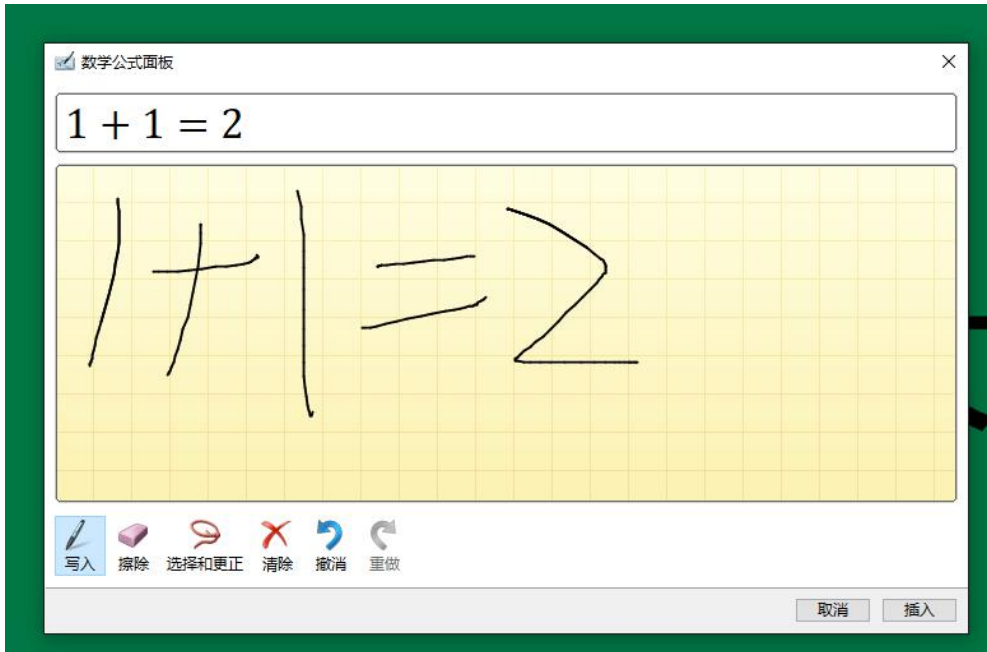 数学公式面板
1 + 1 = 2
1+1=2
写入 擦除 选择和更正 清除 撤消 重做
取消 插入